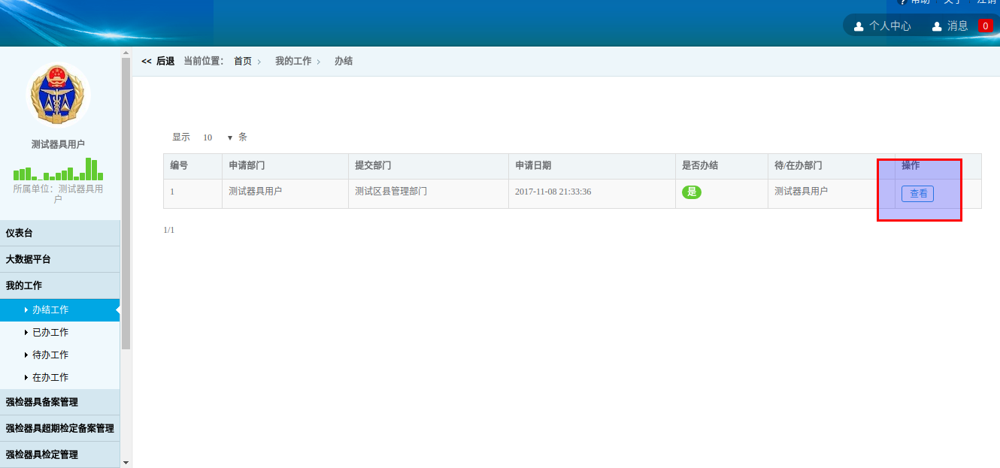 帮助 关于 注销
个人中心 消息 0
<< 后退 当前位置： 首页 我的工作 办结
测试器具用户
所属单位：测试器具用
户
仪表台
大数据平台
我的工作
办结工作
已办工作
待办工作
在办工作
强检器具备案管理
强检器具超期检定备案管理
强检器具检定管理
显示 10 条
编号 申请部门 提交部门 申请日期 是否办结 待/在办部门 操作
1 测试器具用户 测试区县管理部门 2017-11-08 21:33:36 是 测试器具用户 查看
1/1